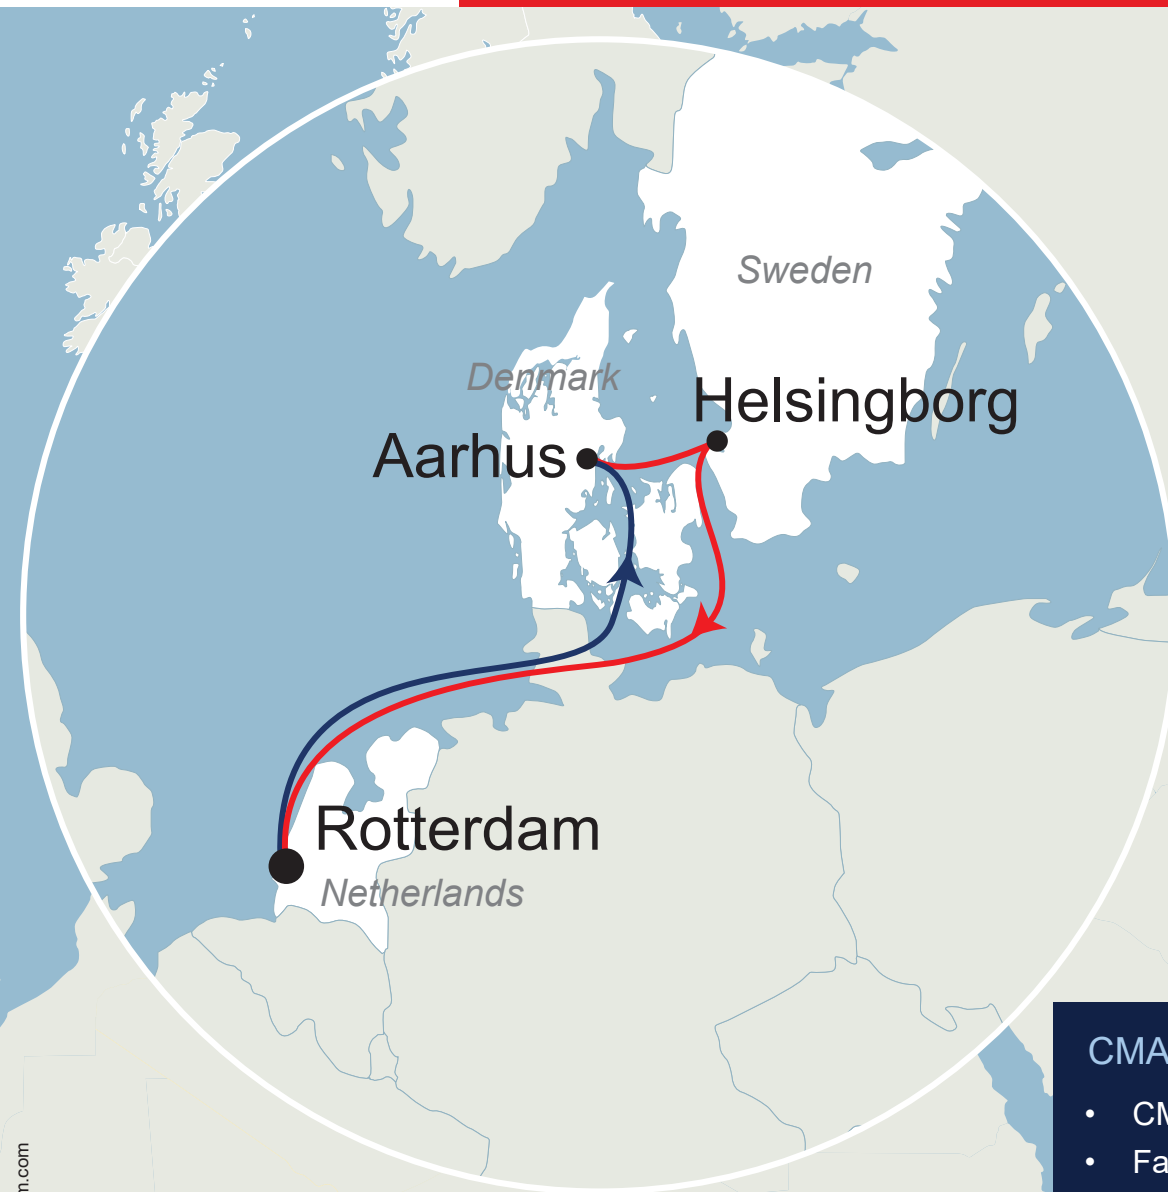 Sweden
Denmark
Helsingborg
Aarhus
Rotterdam
Netherlands
CMA
• CM
• Fa
m.com